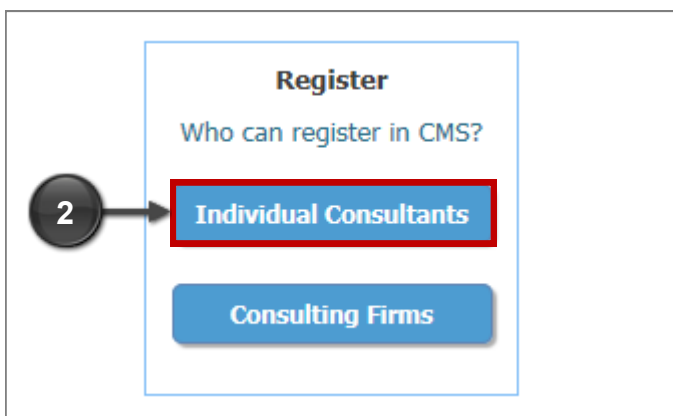 Register
Who can register in CMS?
2
Individual Consultants
Consulting Firms